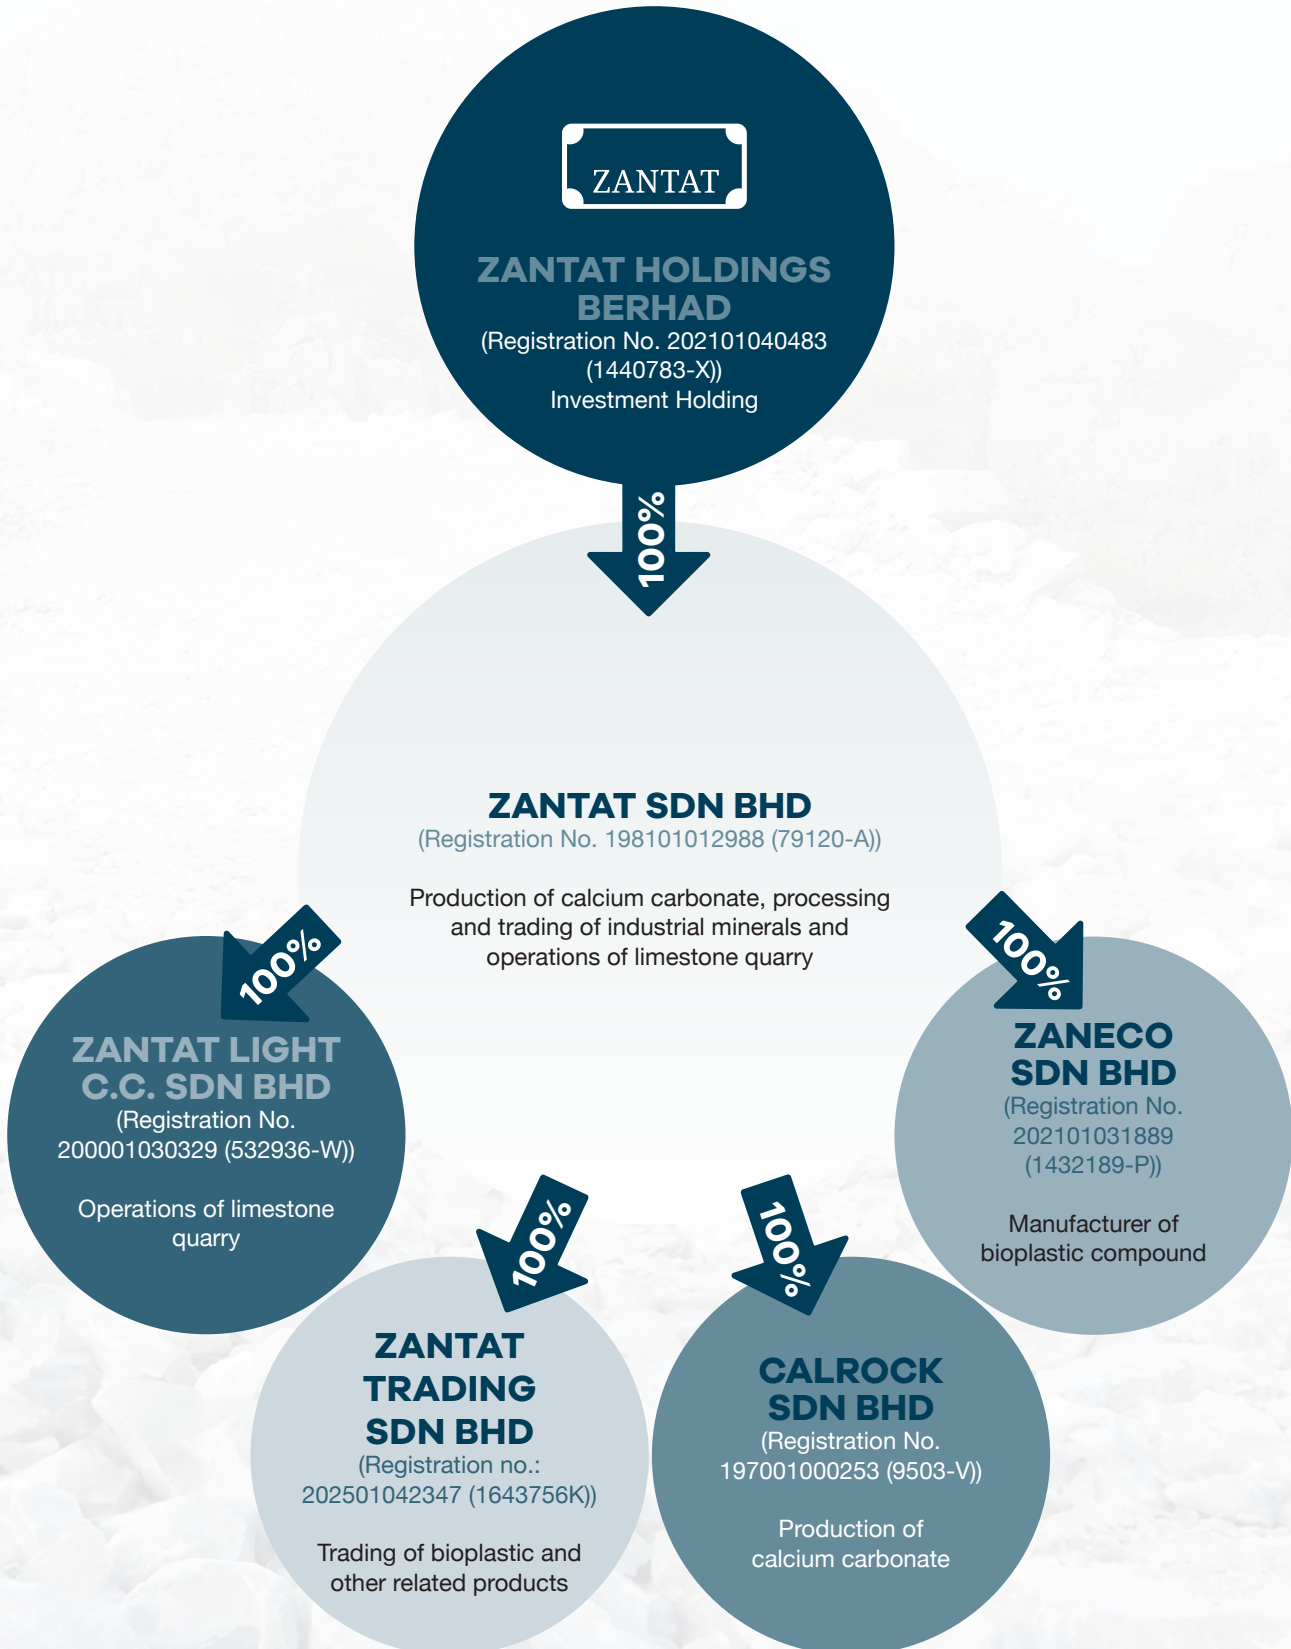 ZANTAT
ZANTAT HOLDINGS
BERHAD
(Registration No. 202101040483
(1440783-X))
Investment Holding
100%
ZANTAT SDN BHD
(Registration No. 198101012988 (79120-A))
Production of calcium carbonate, processing
and trading of industrial minerals and
operations of limestone quarry
100%
ZANTAT LIGHT
C.C. SDN BHD
(Registration No.
200001030329 (532936-W))
Operations of limestone
quarry
100%
ZANTAT
TRADING
SDN BHD
(Registration no.:
202501042347 (1643756K))
Trading of bioplastic and
other related products
100%
CALROCK
SDN BHD
(Registration No.
197001000253 (9503-V))
Production of
calcium carbonate
100%
ZANECO
SDN BHD
(Registration No.
202101031889
(1432189-P))
Manufacturer of
bioplastic compound